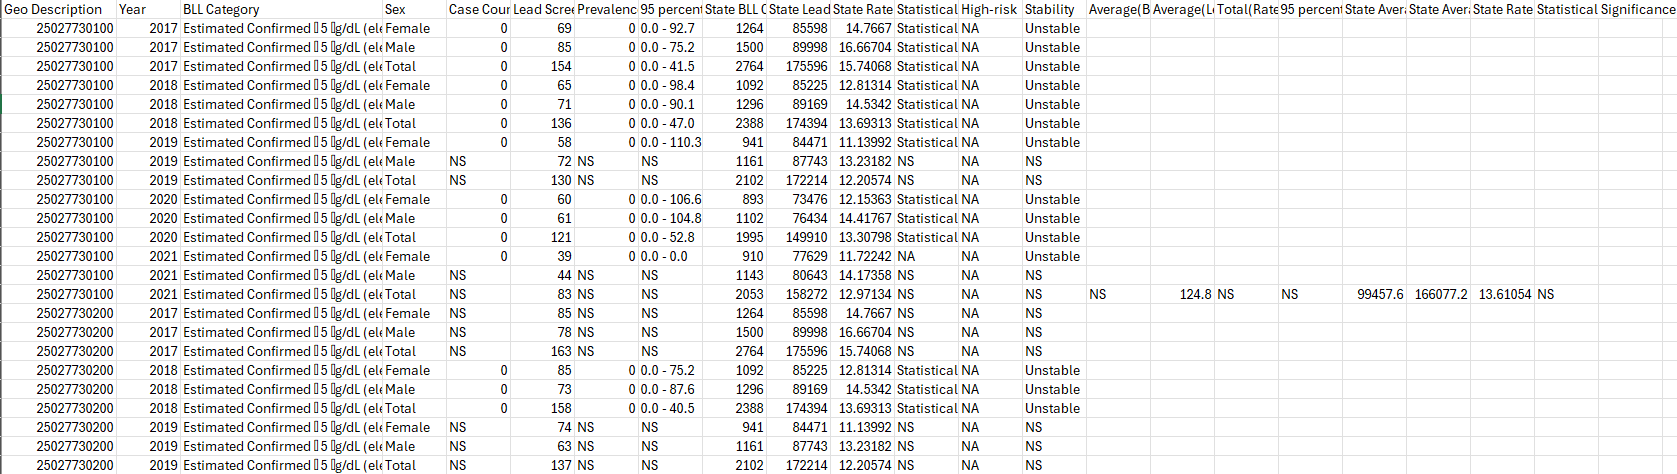 Geo Description Year BLL Category Sex Case Cour Lead Scree Prevalenc 95 percent State BLL C State Lead State Rate Statistical High-risk Stability Average(B Average(L Total(Rate 95 percent State Avera State Avera State Rate Statistical Significance
25027730100 2017 Estimated Confirmed 5 g/dL (ele Female 0 69 0 0.0 - 92.7 1264 85598 14.7667 Statistical NA Unstable
25027730100 2017 Estimated Confirmed 5 g/dL (ele Male 0 85 0 0.0 - 75.2 1500 89998 16.66704 Statistical NA Unstable
25027730100 2017 Estimated Confirmed 5 g/dL (ele Total 0 154 0 0.0 - 41.5 2764 175596 15.74068 Statistical NA Unstable
25027730100 2018 Estimated Confirmed 5 g/dL (ele Female 0 65 0 0.0 - 98.4 1092 85225 12.81314 Statistical NA Unstable
25027730100 2018 Estimated Confirmed 5 g/dL (ele Male 0 71 0 0.0 - 90.1 1296 89169 14.5342 Statistical NA Unstable
25027730100 2018 Estimated Confirmed 5 g/dL (ele Total 0 136 0 0.0 - 47.0 2388 174394 13.69313 Statistical NA Unstable
25027730100 2019 Estimated Confirmed 5 g/dL (ele Female 0 58 0 0.0 - 110.3 941 84471 11.13992 Statistical NA Unstable
25027730100 2019 Estimated Confirmed 5 g/dL (ele Male NS 72 NS NS 1161 87743 13.23182 NS NA NS
25027730100 2019 Estimated Confirmed 5 g/dL (ele Total NS 130 NS NS 2102 172214 12.20574 NS NA NS
25027730100 2020 Estimated Confirmed 5 g/dL (ele Female 0 60 0 0.0 - 106.6 893 73476 12.15363 Statistical NA Unstable
25027730100 2020 Estimated Confirmed 5 g/dL (ele Male 0 61 0 0.0 - 104.8 1102 76434 14.41767 Statistical NA Unstable
25027730100 2020 Estimated Confirmed 5 g/dL (ele Total 0 121 0 0.0 - 52.8 1995 149910 13.30798 Statistical NA Unstable
25027730100 2021 Estimated Confirmed 5 g/dL (ele Female 0 39 0 0.0 - 0.0 910 77629 11.72242 NA NA Unstable
25027730100 2021 Estimated Confirmed 5 g/dL (ele Male NS 44 NS NS 1143 80643 14.17358 NS NA NS
25027730100 2021 Estimated Confirmed 5 g/dL (ele Total NS 83 NS NS 2053 158272 12.97134 NS NA NS NS 124.8 NS NS 99457.6 166077.2 13.61054 NS
25027730200 2017 Estimated Confirmed 5 g/dL (ele Female NS 85 NS NS 1264 85598 14.7667 NS NA NS
25027730200 2017 Estimated Confirmed 5 g/dL (ele Male NS 78 NS NS 1500 89998 16.66704 NS NA NS
25027730200 2017 Estimated Confirmed 5 g/dL (ele Total NS 163 NS NS 2764 175596 15.74068 NS NA NS
25027730200 2018 Estimated Confirmed 5 g/dL (ele Female 0 85 0 0.0 - 75.2 1092 85225 12.81314 Statistical NA Unstable
25027730200 2018 Estimated Confirmed 5 g/dL (ele Male 0 73 0 0.0 - 87.6 1296 89169 14.5342 Statistical NA Unstable
25027730200 2018 Estimated Confirmed 5 g/dL (ele Total 0 158 0 0.0 - 40.5 2388 174394 13.69313 Statistical NA Unstable
25027730200 2019 Estimated Confirmed 5 g/dL (ele Female NS 74 NS NS 941 84471 11.13992 NS NA NS
25027730200 2019 Estimated Confirmed 5 g/dL (ele Male NS 63 NS NS 1161 87743 13.23182 NS NA NS
25027730200 2019 Estimated Confirmed 5 g/dL (ele Total NS 137 NS NS 2102 172214 12.20574 NS NA NS